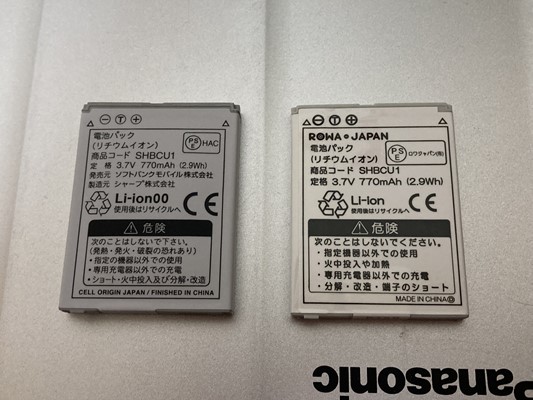 電池パック
(リチウムイオン)
PS
E
HAC
商品コード SHBCU1
定格 3.7V 770mAh (2.9Wh)
発売元 ソフトバンクモバイル株式会社
製造元 シャープ株式会社
Li-ion00
使用後はリサイクルへ
CE
危険
次のことはしないで下さい。
(発熱・発火・破裂の恐れあり)
・指定機器以外での使用
・専用充電器以外での充電
・ショート・火中投入及び分解・改造
CELL ORIGIN JAPAN / FINISHED IN CHINA
ROWA JAPAN
電池パック
(リチウムイオン)
PS
E
ロワジャパン(有)
商品コード SHBCU1
定格 3.7V 770mAh (2.9Wh)
Li-ion
使用後はリサイクルへ
CE
危険
次のことはしないで下さい。
・指定機器以外での使用
・火中投入や加熱
・専用充電器以外での充電
・分解・改造・端子のショート
MADE IN CHINA
Panasonic